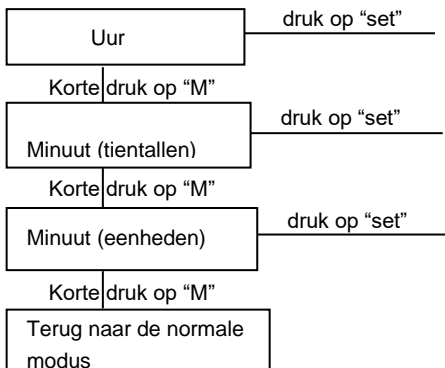 druk op “set”
Uur
Korte druk op “M”
druk op “set”
Minuut (tientallen)
Korte druk op “M”
druk op “set”
Minuut (eenheden)
Korte druk op “M”
Terug naar de normale
modus